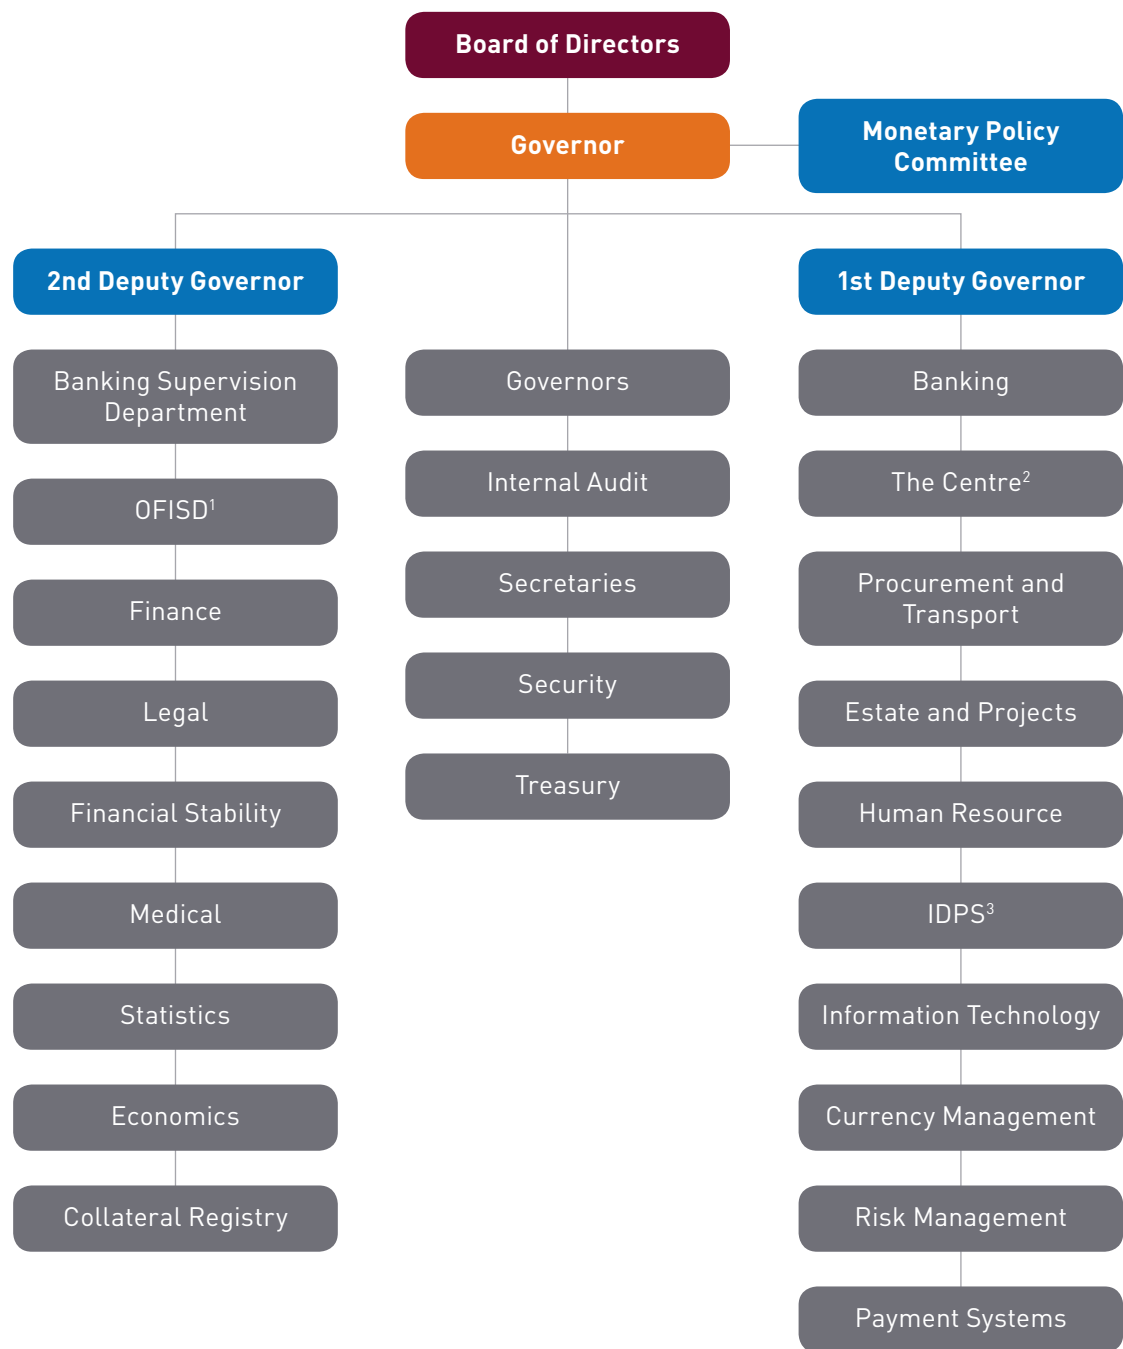 Board of Directors
Governor
Monetary Policy
Committee
2nd Deputy Governor
1st Deputy Governor
Banking Supervision
Department
OFISD¹
Finance
Legal
Financial Stability
Medical
Statistics
Economics
Collateral Registry
Governors
Internal Audit
Secretaries
Security
Treasury
Banking
The Centre²
Procurement and
Transport
Estate and Projects
Human Resource
IDPS³
Information Technology
Currency Management
Risk Management
Payment Systems